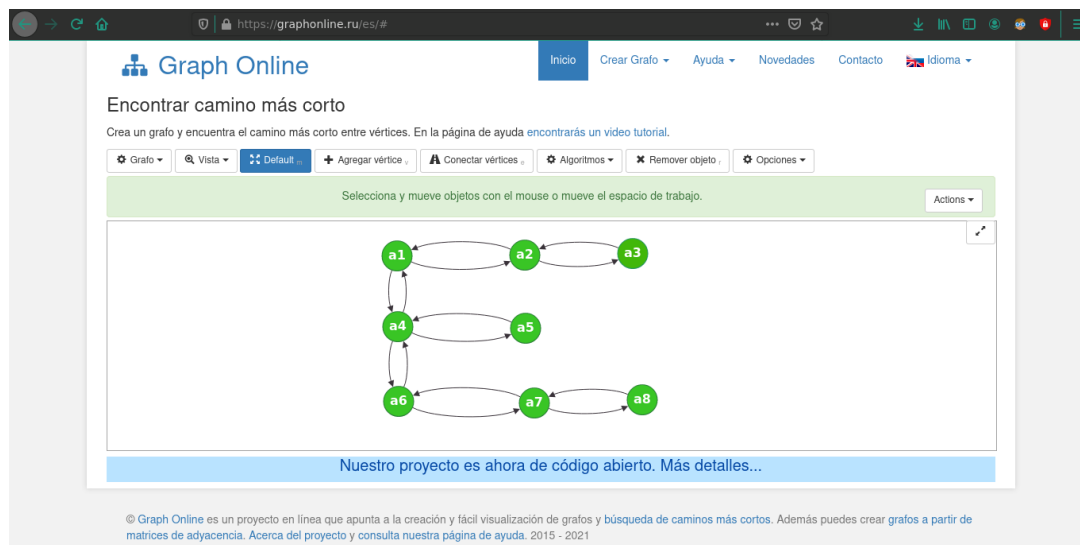 https://graphonline.ru/es/#
Graph Online
Inicio Crear Grafo Ayuda Novedades Contacto Idioma
Encontrar camino más corto
Crea un grafo y encuentra el camino más corto entre vértices. En la página de ayuda encontrarás un video tutorial.
Grafo Vista Default m Agregar vértice v Conectar vértices e Algoritmos Remover objeto r Opciones
Selecciona y mueve objetos con el mouse o mueve el espacio de trabajo.
Actions
a1 a2 a3
a4 a5
a6 a7 a8
Nuestro proyecto es ahora de código abierto. Más detalles...
© Graph Online es un proyecto en línea que apunta a la creación y fácil visualización de grafos y búsqueda de caminos más cortos. Además puedes crear grafos a partir de
matrices de adyacencia. Acerca del proyecto y consulta nuestra página de ayuda. 2015 - 2021